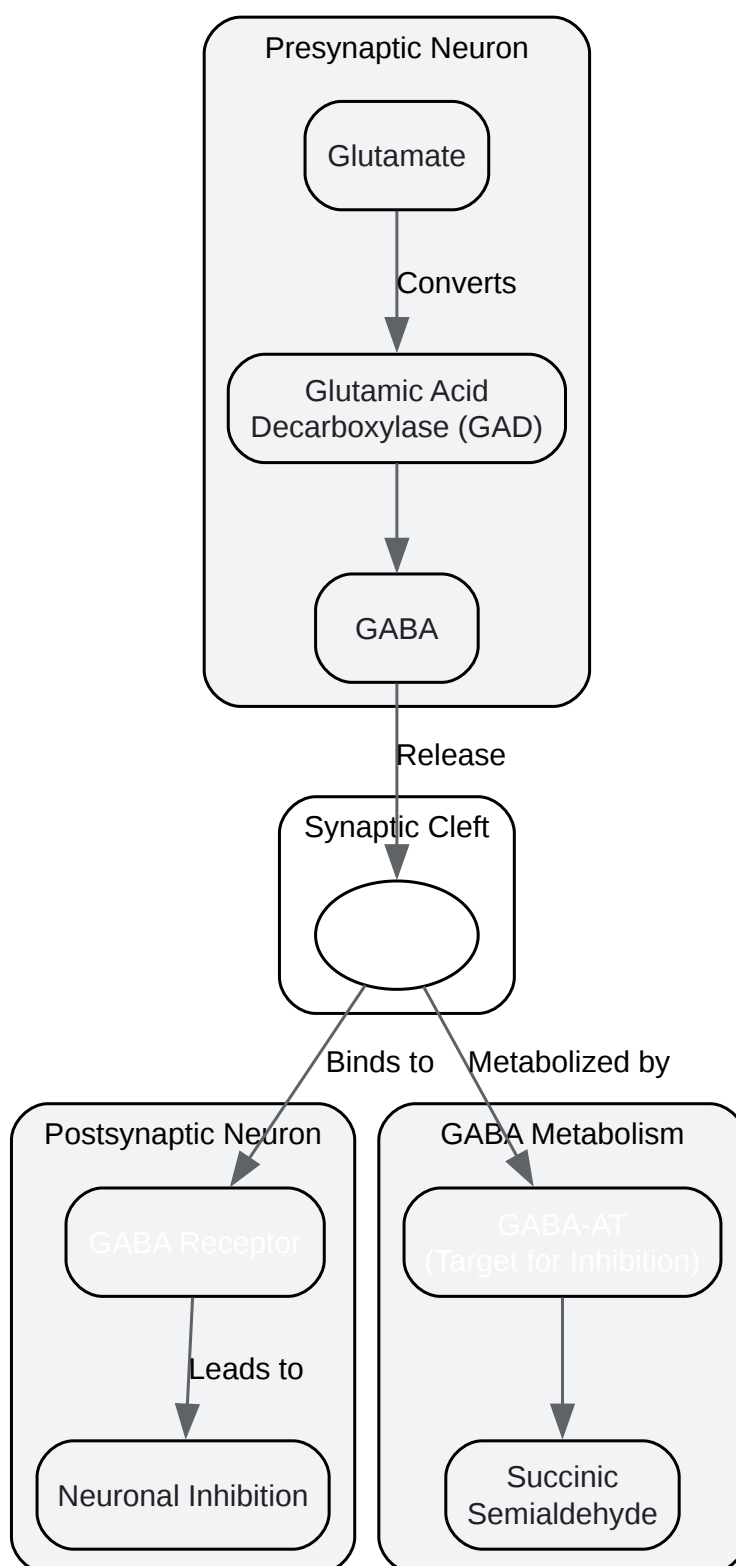 Presynaptic Neuron
Glutamate
Converts
Glutamic Acid
Decarboxylase (GAD)
GABA
Release
Synaptic Cleft
Binds to
Metabolized by
Postsynaptic Neuron
GABA Metabolism
GABA Receptor
GABA-AT
(Target for Inhibition)
Leads to
Neuronal Inhibition
Succinic
Semialdehyde